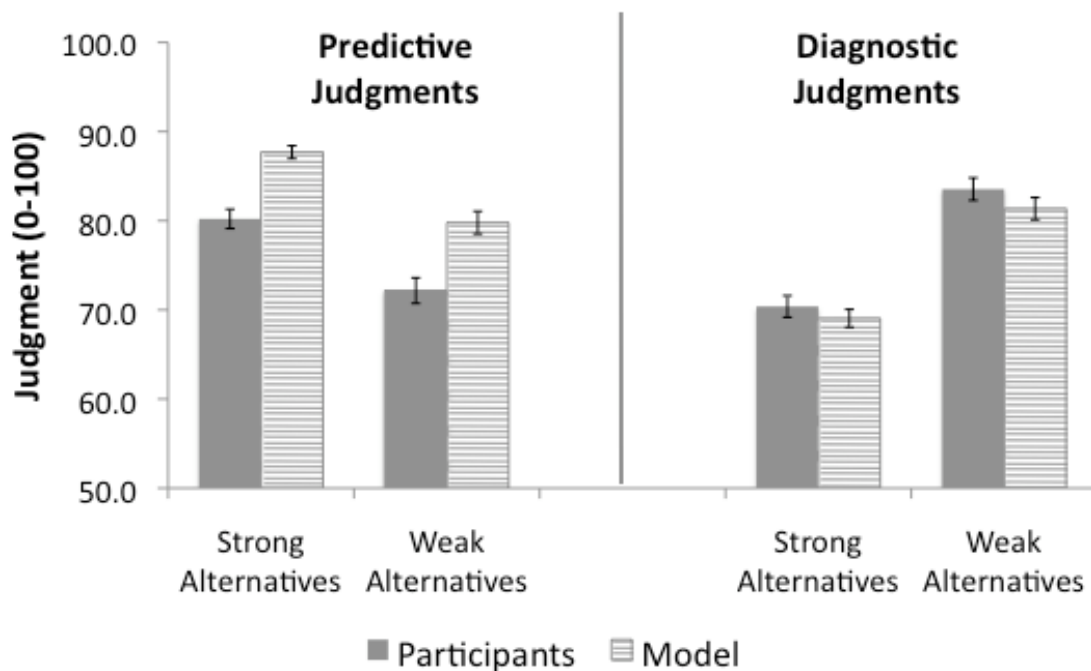 Predictive
Judgments
Diagnostic
Judgments
Judgment (0-100)
100.0
90.0
80.0
70.0
60.0
50.0
Strong
Alternatives
Weak
Alternatives
Strong
Alternatives
Weak
Alternatives
Participants
Model